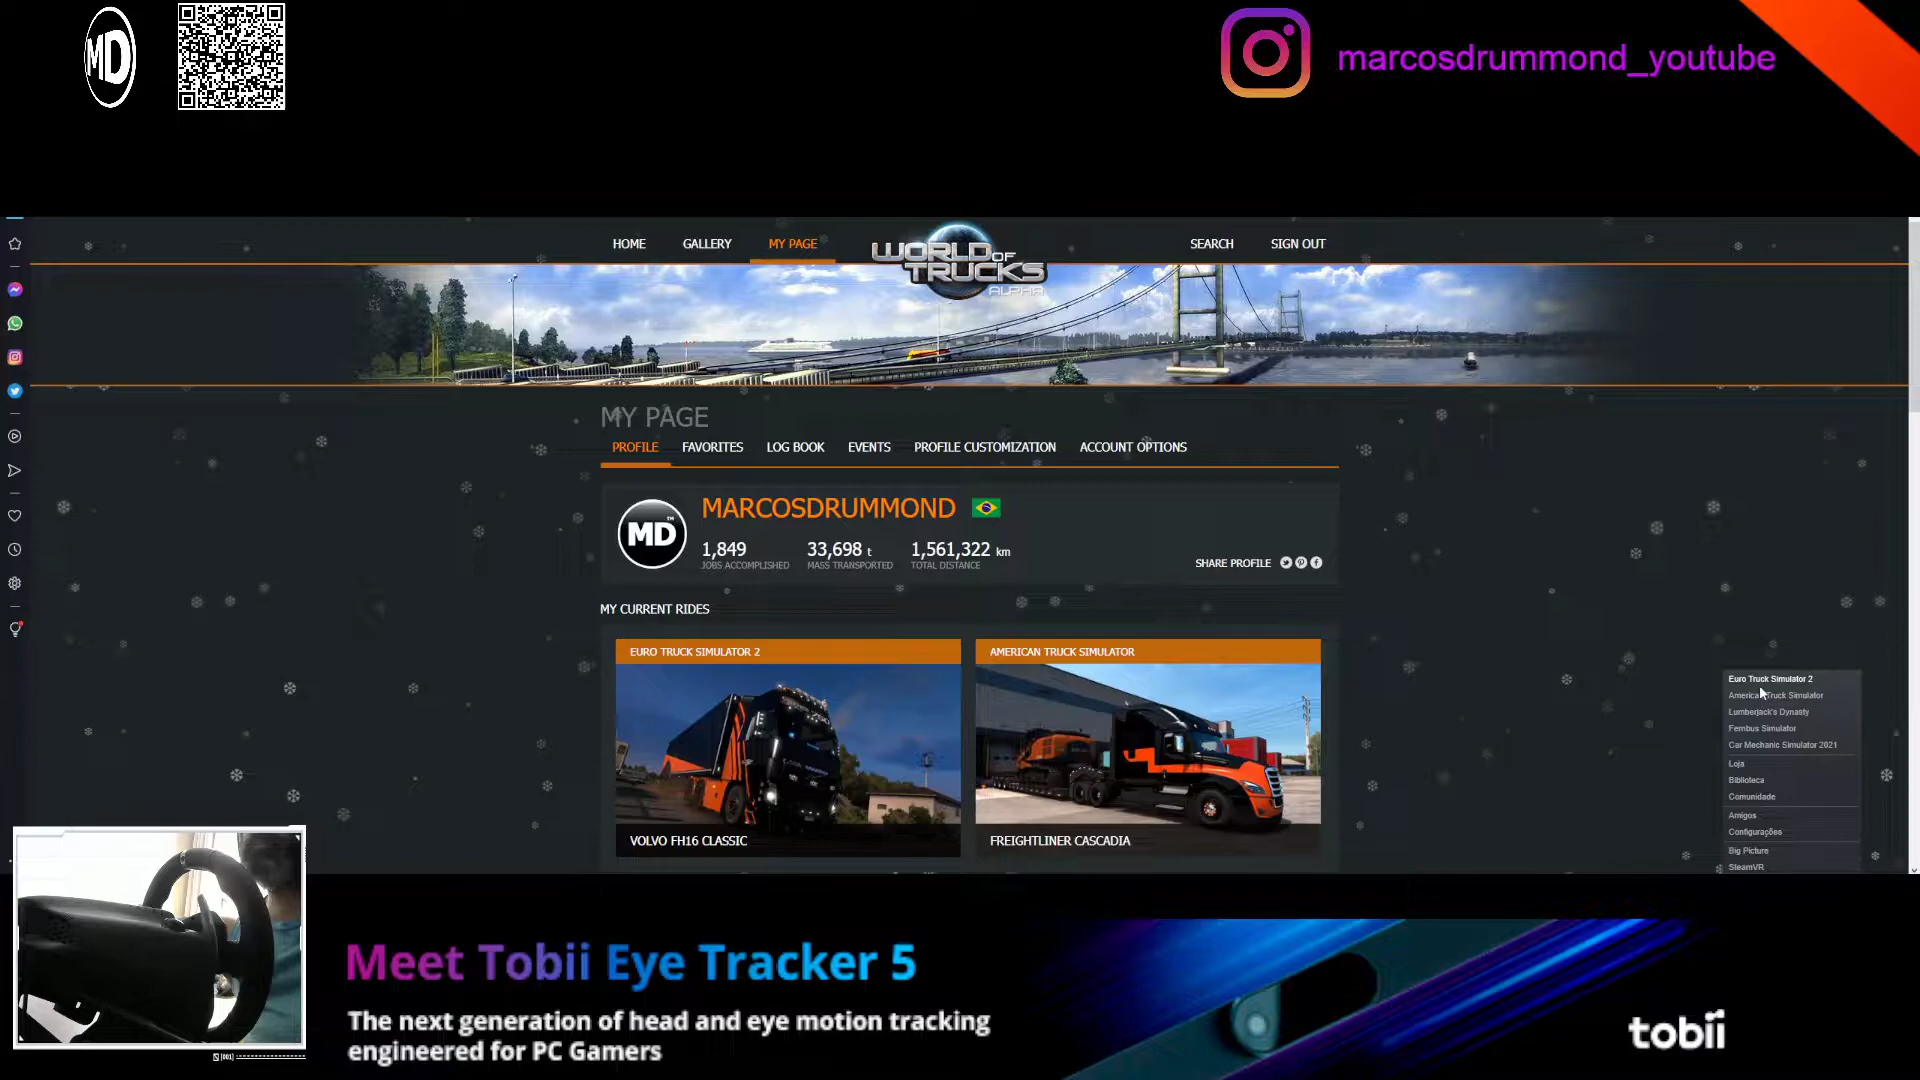 MD
marcosdrummond_youtube
HOME
GALLERY
MY PAGE
WORLD OF TRUCKS
ALPHA
SEARCH
SIGN OUT
MY PAGE
PROFILE
FAVORITES
LOG BOOK
EVENTS
PROFILE CUSTOMIZATION
ACCOUNT OPTIONS
MD™
MARCOSDRUMMOND
1,849
JOBS ACCOMPLISHED
33,698 t
MASS TRANSPORTED
1,561,322 km
TOTAL DISTANCE
SHARE PROFILE
MY CURRENT RIDES
EURO TRUCK SIMULATOR 2
VOLVO FH16 CLASSIC
AMERICAN TRUCK SIMULATOR
FREIGHTLINER CASCADIA
Euro Truck Simulator 2
American Truck Simulator
Lumberjack's Dynasty
Fernbus Simulator
Car Mechanic Simulator 2021
Loja
Biblioteca
Comunidade
Amigos
Configurações
Big Picture
SteamVR
Meet Tobii Eye Tracker 5
The next generation of head and eye motion tracking
engineered for PC Gamers
tobii